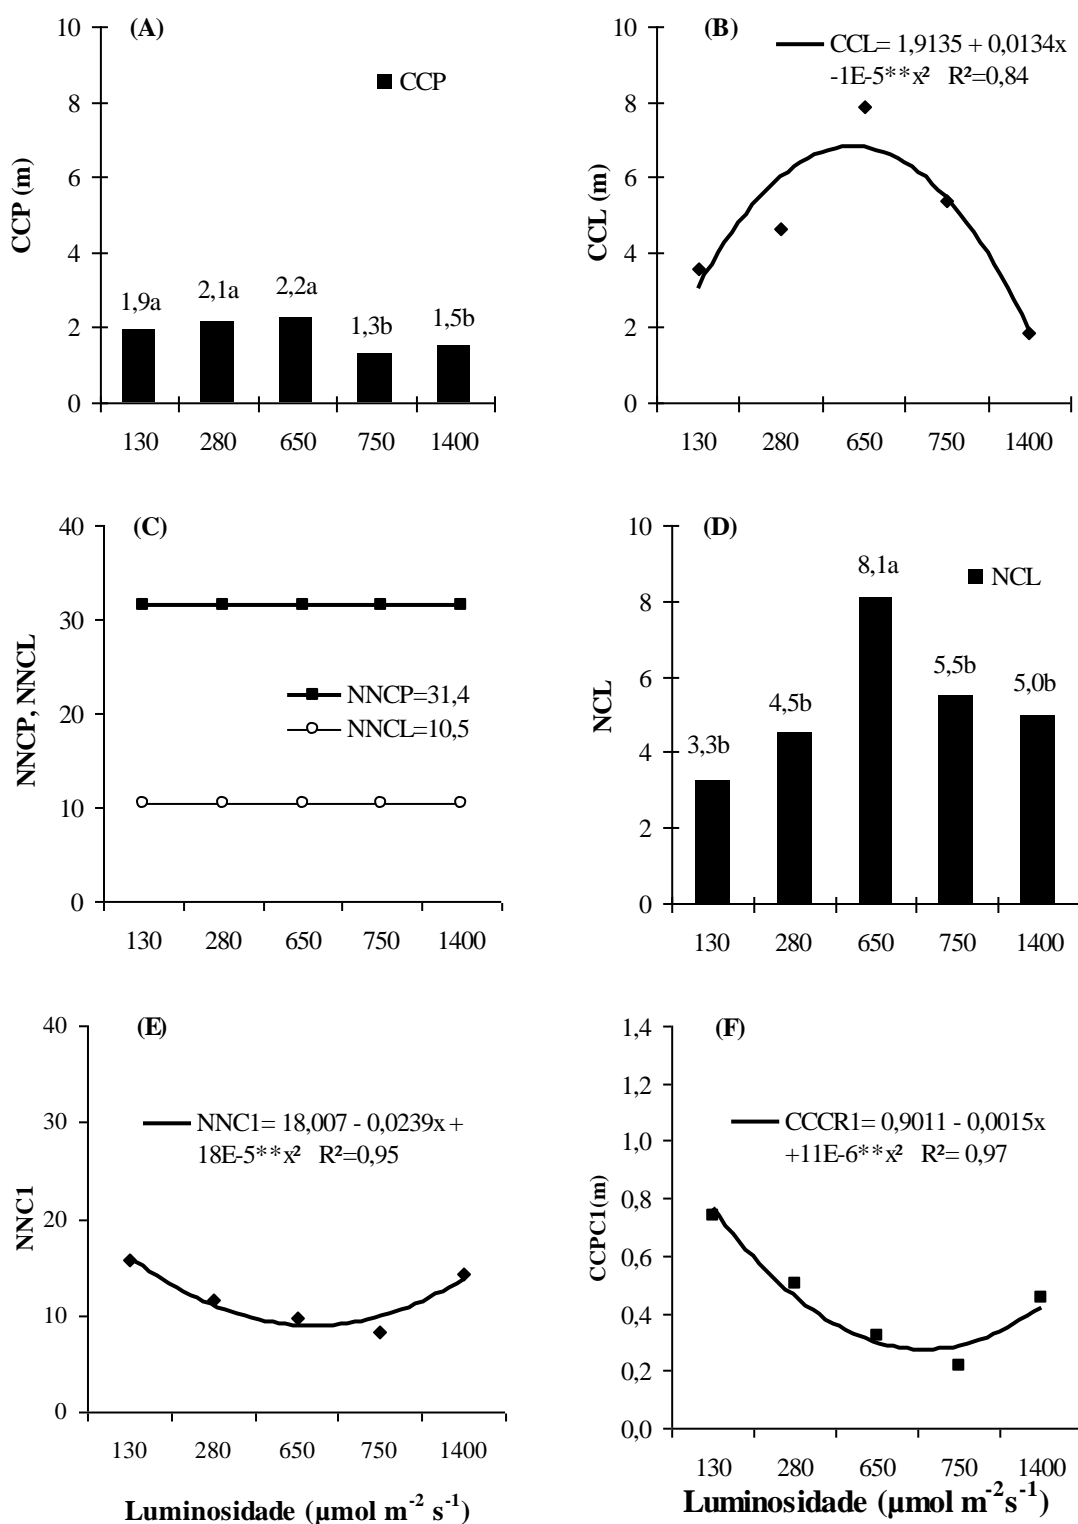 (A)
10
8
6
4
2
0
CCP (m)
CCP
1,9a
2,1a
2,2a
1,3b
1,5b
130 280 650 750 1400
(B)
10
8
6
4
2
0
CCL (m)
CCL= 1,9135 + 0,0134x
-1E-5**x² R²=0,84
130 280 650 750 1400
(C)
40
30
20
10
0
NNCP, NNCL
NNCP=31,4
NNCL=10,5
130 280 650 750 1400
(D)
10
8
6
4
2
0
NCL
NCL
3,3b
4,5b
8,1a
5,5b
5,0b
130 280 650 750 1400
(E)
40
30
20
10
0
NNC1
NNC1= 18,007 - 0,0239x +
18E-5**x² R²=0,95
130 280 650 750 1400
Luminosidade (µmol m⁻² s⁻¹)
(F)
1,4
1,2
1,0
0,8
0,6
0,4
0,2
0,0
CCPC1(m)
CCCR1= 0,9011 - 0,0015x
+11E-6**x² R²= 0,97
130 280 650 750 1400
Luminosidade (µmol m⁻²s⁻¹)